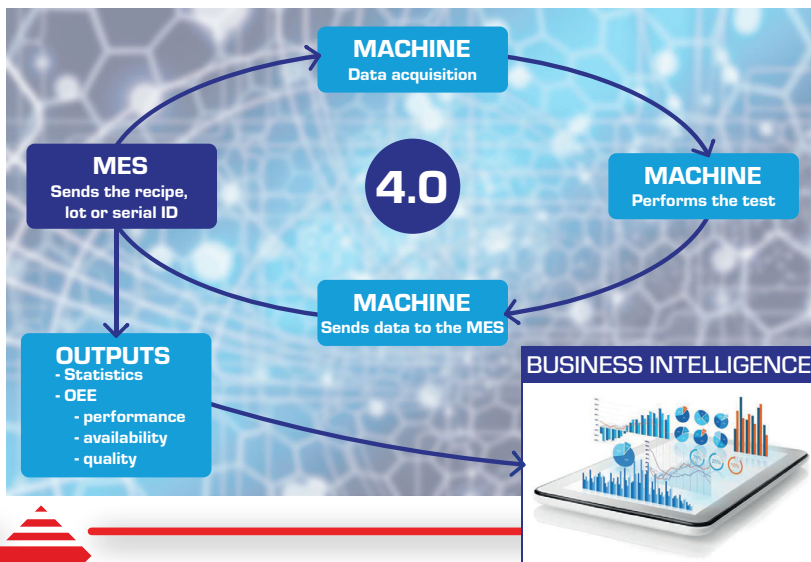 MACHINE
Data acquisition
MES
Sends the recipe,
lot or serial ID
4.0
MACHINE
Performs the test
MACHINE
Sends data to the MES
OUTPUTS
- Statistics
- OEE
- performance
- availability
- quality
BUSINESS INTELLIGENCE